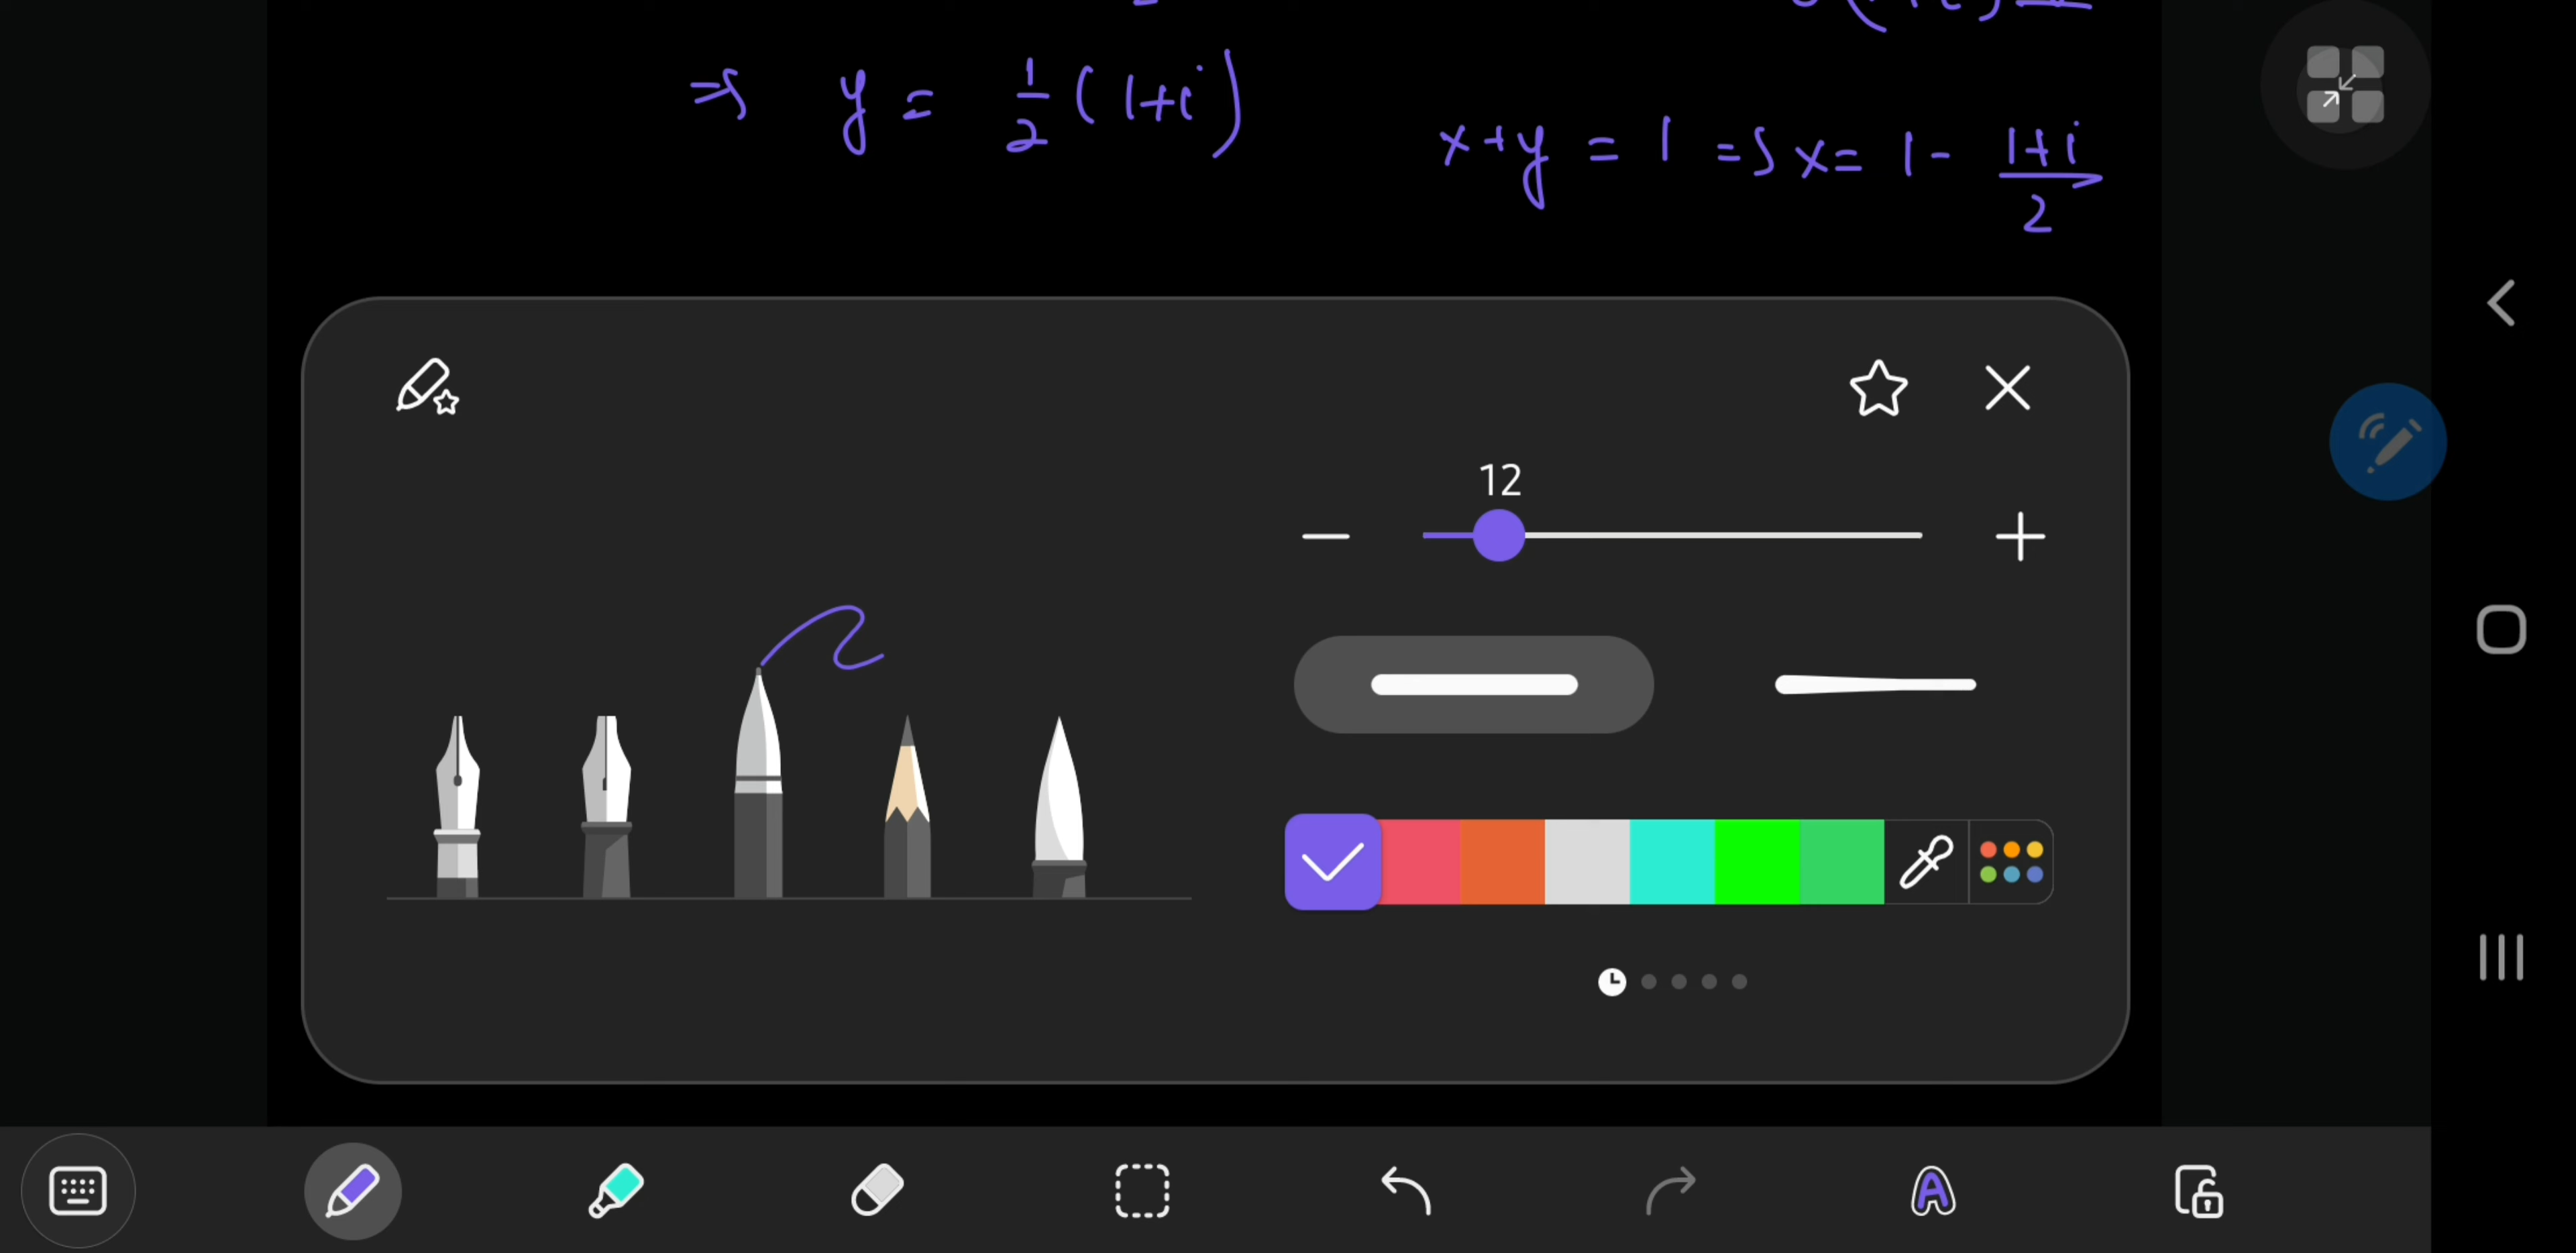 ⇒ y = 1/2 (1+i)
x+y = 1 ⇒ x = 1 - (1+i)/2
12
A